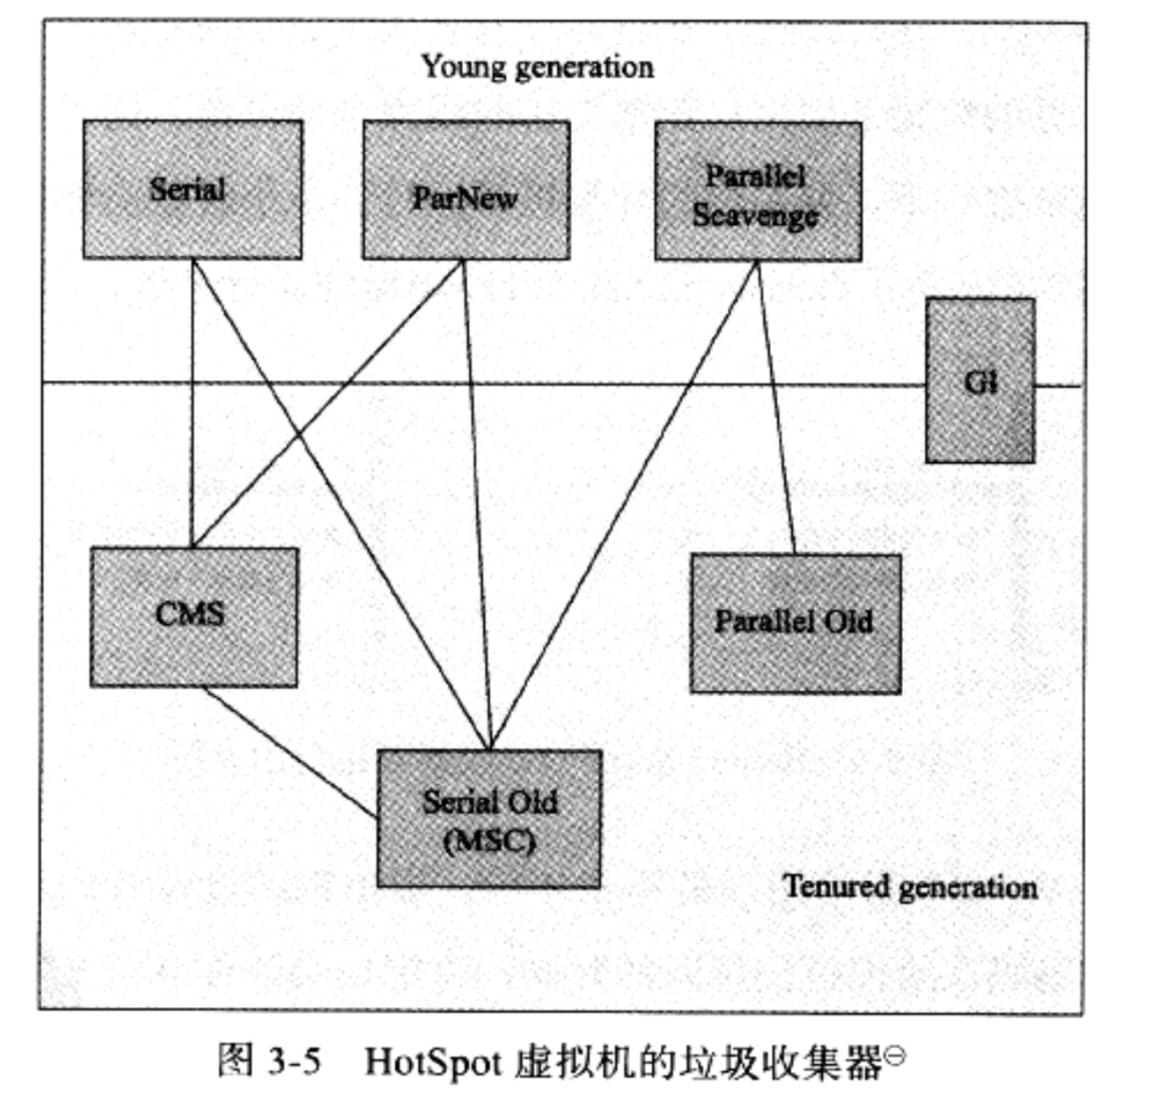 Young generation
Serial
ParNew
Parallel
Scavenge
G1
CMS
Parallel Old
Serial Old
(MSC)
Tenured generation
图 3-5 HotSpot 虚拟机的垃圾收集器㊀